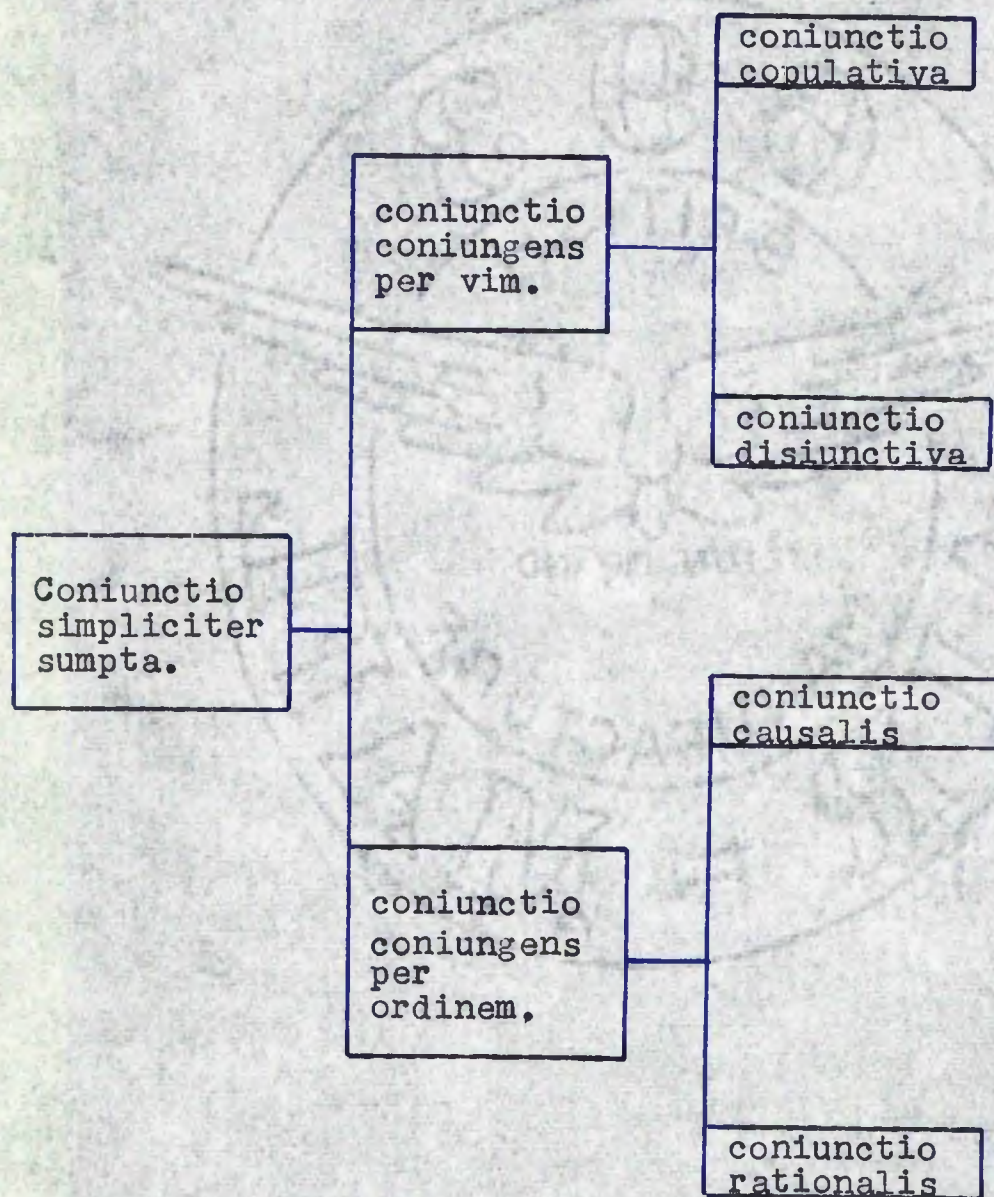 coniunctio
copulativa
coniunctio
coniungens
per vim.
coniunctio
disiunctiva
Coniunctio
simpliciter
sumpta.
coniunctio
causalis
coniunctio
coniungens
per
ordinem.
coniunctio
rationalis